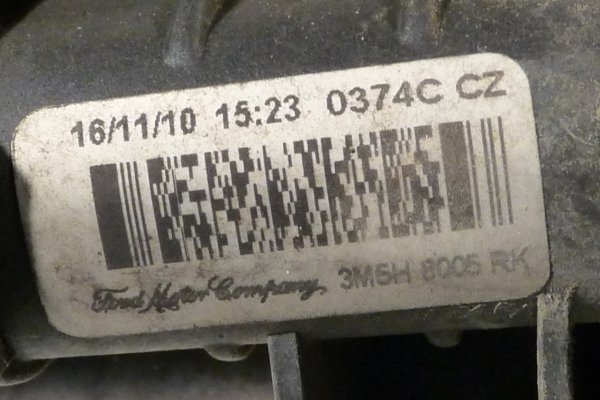 16/11/10 15:23 0374C CZ
Ford Motor Company 3M5H 8005 RK